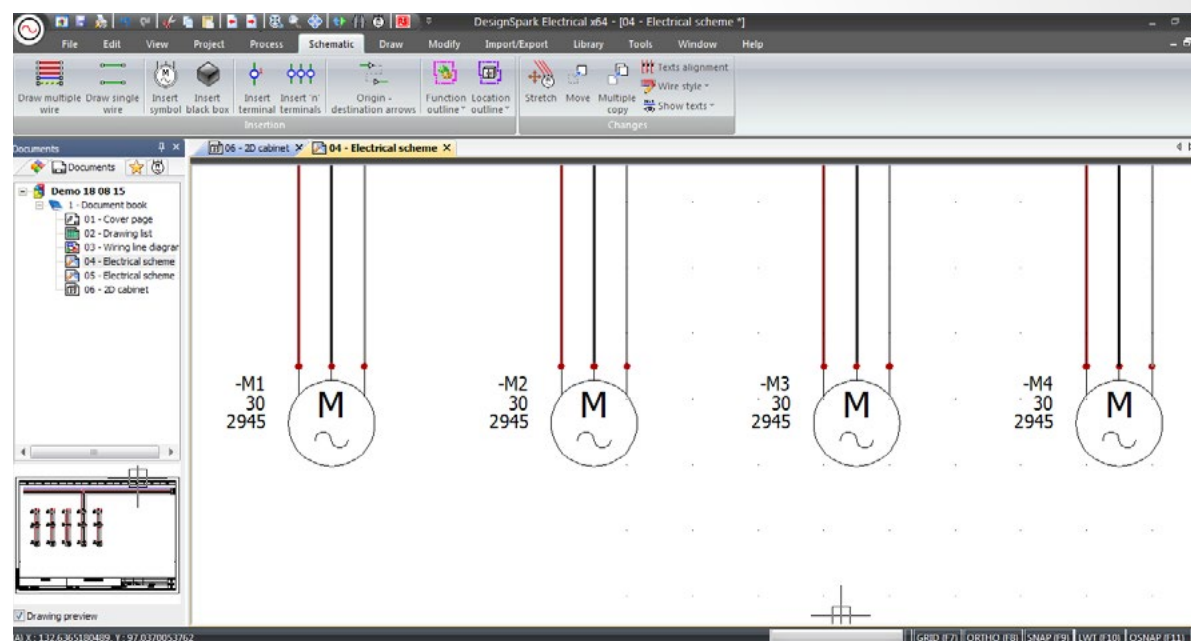 DesignSpark Electrical x64 - [04 - Electrical scheme *]
File Edit View Project Process Schematic Draw Modify Import/Export Library Tools Window Help
Draw multiple wire
Draw single wire
Insert symbol
Insert black box
Insert terminal
Insert 'n' terminals
Origin - destination arrows
Function outline
Location outline
Stretch
Move
Multiple copy
Texts alignment
Wire style
Show texts
Insertion
Changes
Documents
06 - 2D cabinet
04 - Electrical scheme
Documents
Demo 18 08 15
1 - Document book
01 - Cover page
02 - Drawing list
03 - Wiring line diagrar
04 - Electrical scheme
05 - Electrical scheme
06 - 2D cabinet
-M1
30
2945
M
-M2
30
2945
M
-M3
30
2945
M
-M4
30
2945
M
Drawing preview
A) X : 132.6365180489, Y : 97.0370053762
GRID (F7) ORTHO (F8) SNAP (F9) LWT (F10) OSNAP (F11)